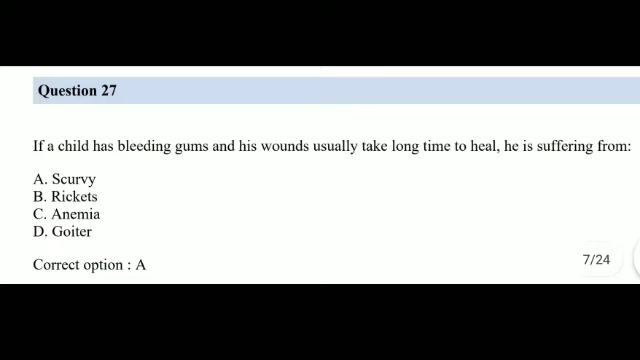 Question 27
If a child has bleeding gums and his wounds usually take long time to heal, he is suffering from:
A. Scurvy
B. Rickets
C. Anemia
D. Goiter
Correct option : A
7/24